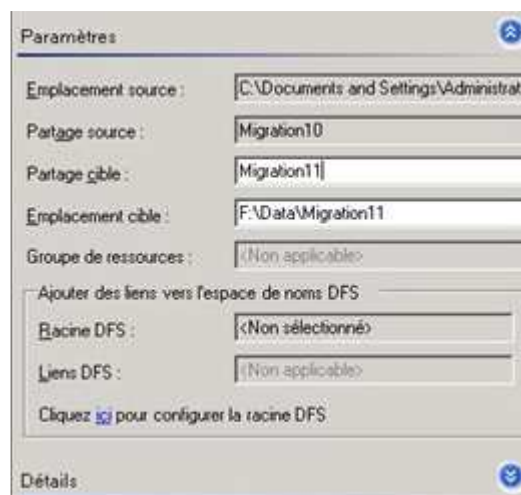 Paramètres
Emplacement source : C:\Documents and Settings\Administrat
Partage source : Migration10
Partage cible : Migration11
Emplacement cible : F:\Data\Migration11
Groupe de ressources : <Non applicable>
Ajouter des liens vers l'espace de noms DFS
Racine DFS : <Non sélectionné>
Liens DFS : <Non applicable>
Cliquez ici pour configurer la racine DFS
Détails